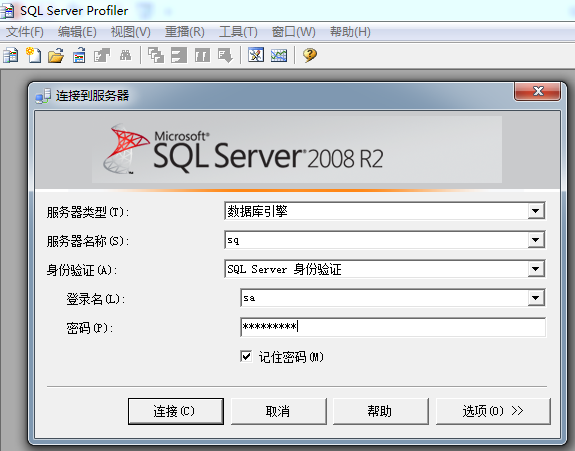 SQL Server Profiler
文件(F) 编辑(E) 视图(V) 重播(R) 工具(T) 窗口(W) 帮助(H)
连接到服务器
Microsoft®
SQL Server® 2008 R2
服务器类型(T): 数据库引擎
服务器名称(S): sq
身份验证(A): SQL Server 身份验证
登录名(L): sa
密码(P): *********
记住密码(M)
连接(C) 取消 帮助 选项(O) >>